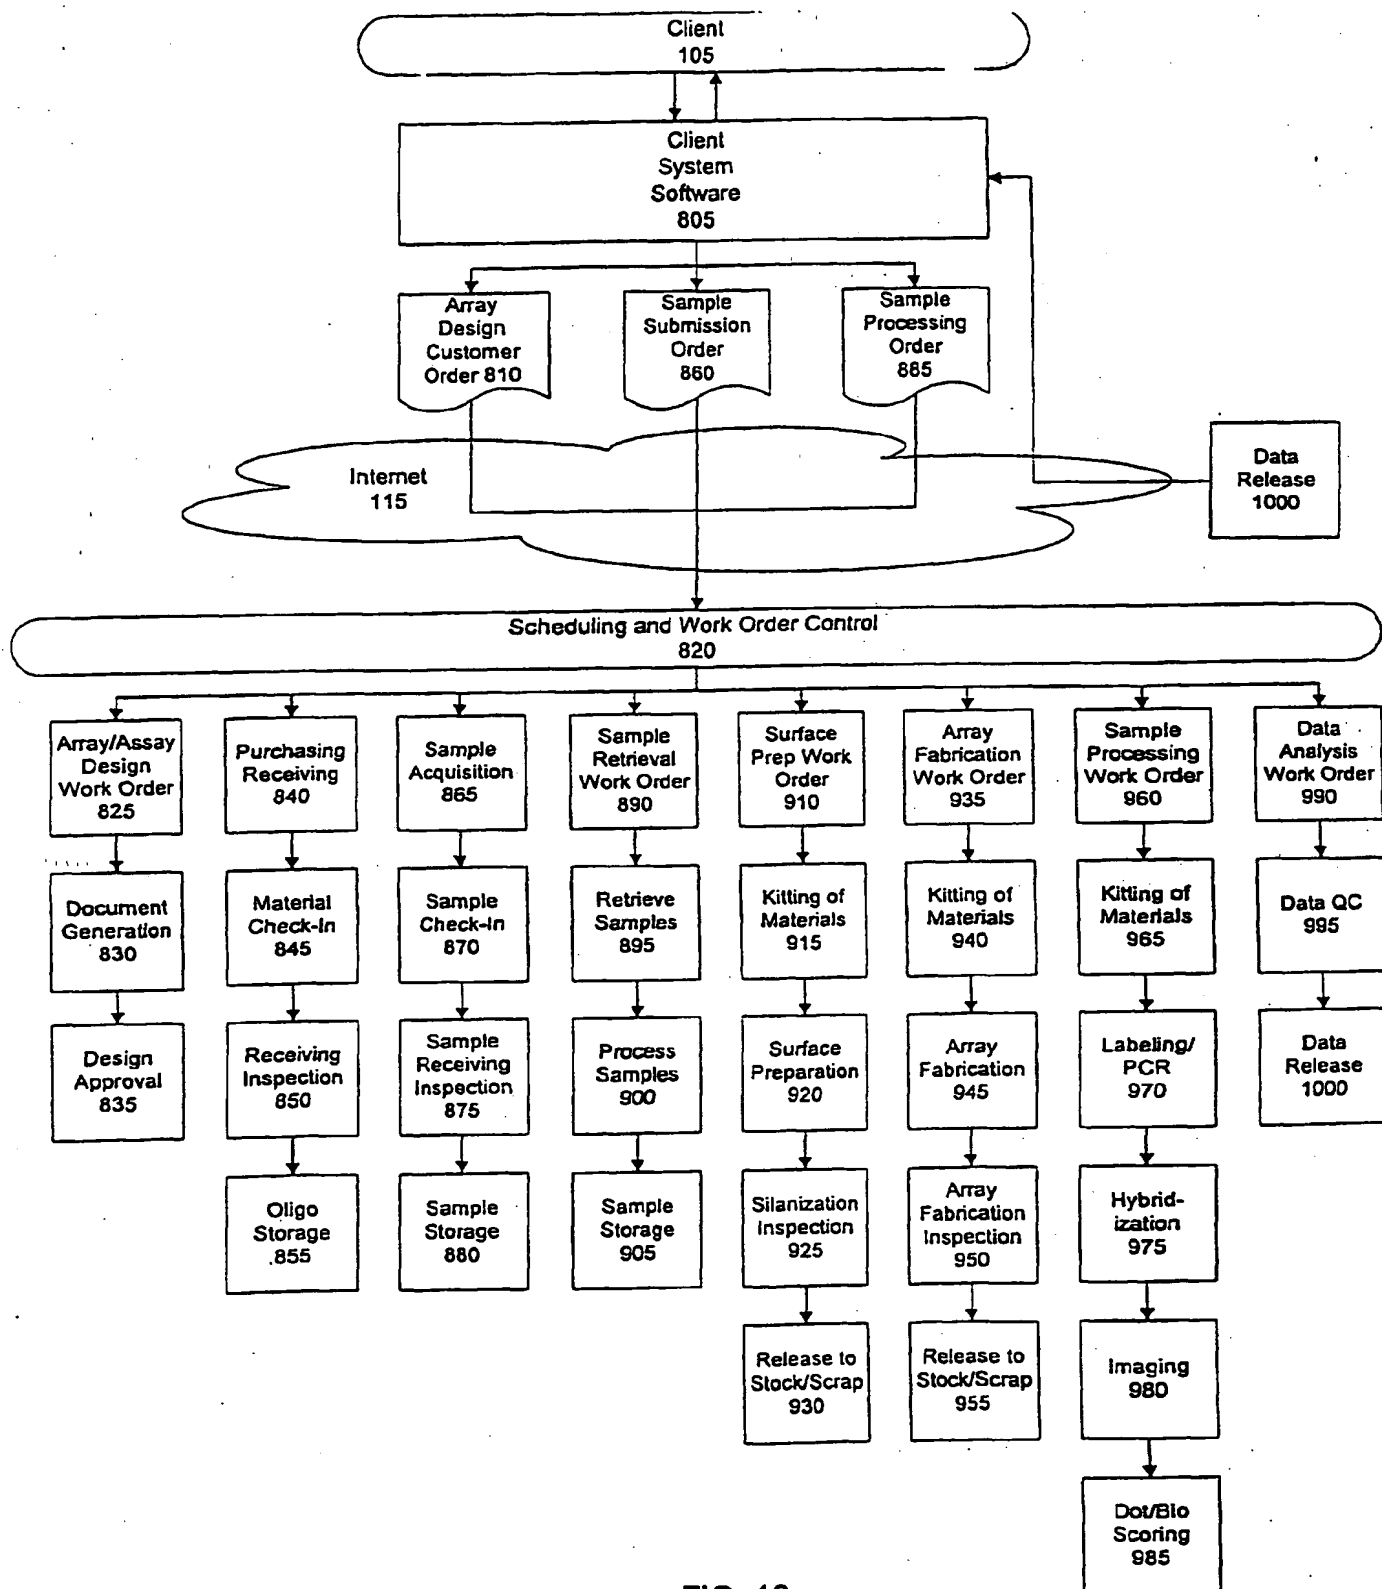 Client
105
Client
System
Software
805
Array
Design
Customer
Order 810
Sample
Submission
Order
860
Sample
Processing
Order
885
Internet
115
Data
Release
1000
Scheduling and Work Order Control
820
Array/Assay
Design
Work Order
825
Purchasing
Receiving
840
Sample
Acquisition
865
Sample
Retrieval
Work Order
890
Surface
Prep Work
Order
910
Array
Fabrication
Work Order
935
Sample
Processing
Work Order
960
Data
Analysis
Work Order
990
Document
Generation
830
Material
Check-In
845
Sample
Check-In
870
Retrieve
Samples
895
Kitting of
Materials
915
Kitting of
Materials
940
Kitting of
Materials
965
Data QC
995
Design
Approval
835
Receiving
Inspection
850
Sample
Receiving
Inspection
875
Process
Samples
900
Surface
Preparation
920
Array
Fabrication
945
Labeling/
PCR
970
Data
Release
1000
Oligo
Storage
855
Sample
Storage
880
Sample
Storage
905
Silanization
Inspection
925
Array
Fabrication
Inspection
950
Hybrid-
ization
975
Release to
Stock/Scrap
930
Release to
Stock/Scrap
955
Imaging
980
Dot/Bio
Scoring
985